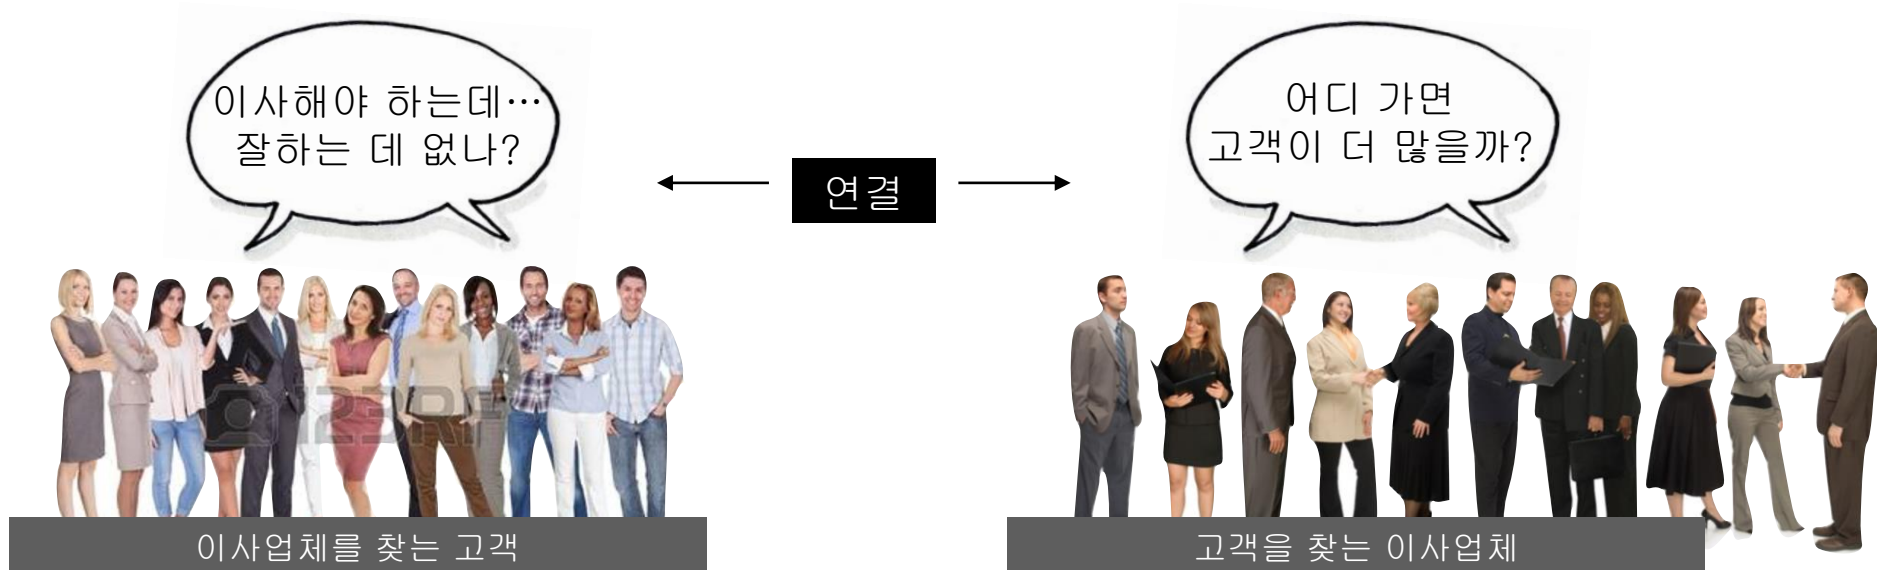 이사해야 하는데…
잘하는 데 없나?
어디 가면
고객이 더 많을까?
연결
123RF
이사업체를 찾는 고객
고객을 찾는 이사업체